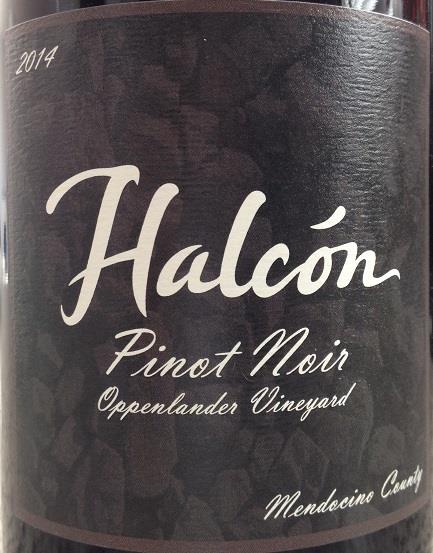 2014
Halcón
Pinot Noir
Oppenlander Vineyard
Mendocino County